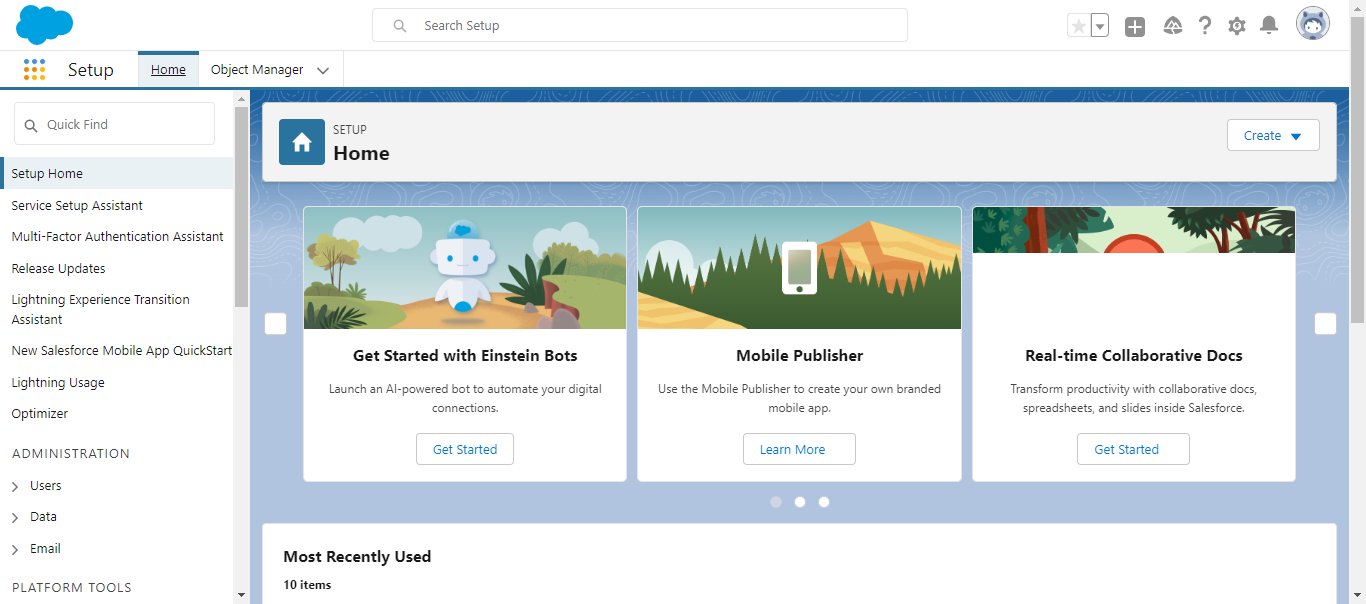 Search Setup
Setup
Home
Object Manager
Quick Find
Setup Home
Service Setup Assistant
Multi-Factor Authentication Assistant
Release Updates
Lightning Experience Transition
Assistant
New Salesforce Mobile App QuickStart
Lightning Usage
Optimizer
ADMINISTRATION
Users
Data
Email
PLATFORM TOOLS
SETUP
Home
Create
Get Started with Einstein Bots
Launch an AI-powered bot to automate your digital
connections.
Get Started
Mobile Publisher
Use the Mobile Publisher to create your own branded
mobile app.
Learn More
Real-time Collaborative Docs
Transform productivity with collaborative docs,
spreadsheets, and slides inside Salesforce.
Get Started
Most Recently Used
10 items